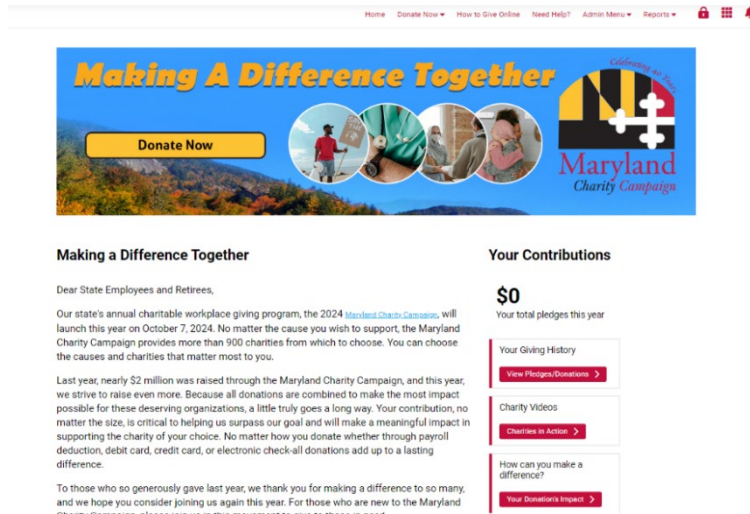 Home Donate Now How to Give Online Need Help? Admin Menu Reports
Making A Difference Together
Celebrating 40 Years
Donate Now
Maryland
Charity Campaign
Making a Difference Together
Dear State Employees and Retirees,
Our state's annual charitable workplace giving program, the 2024 Maryland Charity Campaign, will
launch this year on October 7, 2024. No matter the cause you wish to support, the Maryland
Charity Campaign provides more than 900 charities from which to choose. You can choose
the causes and charities that matter most to you.
Last year, nearly $2 million was raised through the Maryland Charity Campaign, and this year,
we strive to raise even more. Because all donations are combined to make the most impact
possible for these deserving organizations, a little truly goes a long way. Your contribution, no
matter the size, is critical to helping us surpass our goal and will make a meaningful impact in
supporting the charity of your choice. No matter how you donate whether through payroll
deduction, debit card, credit card, or electronic check-all donations add up to a lasting
difference.
To those who so generously gave last year, we thank you for making a difference to so many,
and we hope you consider joining us again this year. For those who are new to the Maryland
Your Contributions
$0
Your total pledges this year
Your Giving History
View Pledges/Donations
Charity Videos
Charities in Action
How can you make a
difference?
Your Donation's Impact